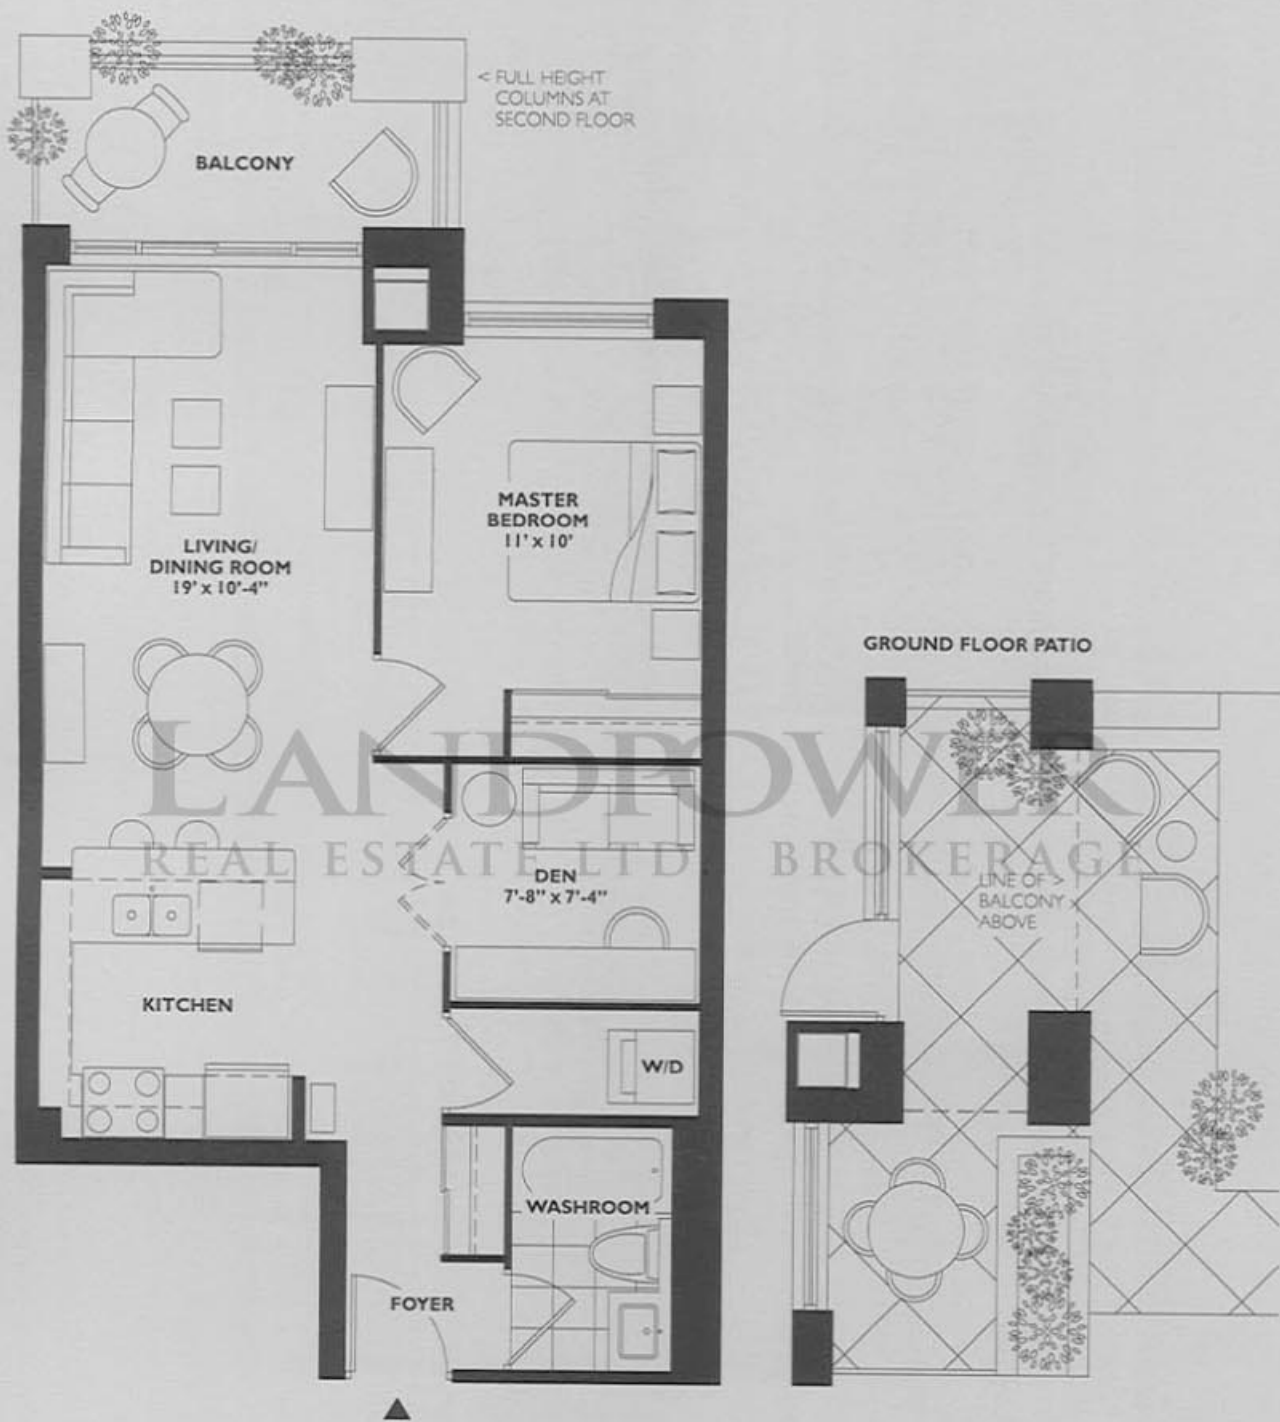 < FULL HEIGHT
COLUMNS AT
SECOND FLOOR
BALCONY
MASTER
BEDROOM
11' x 10'
LIVING/
DINING ROOM
19' x 10'-4"
GROUND FLOOR PATIO
LANDPOWER
REAL ESTATE LTD. BROKERAGE
DEN
7'-8" x 7'-4"
LINE OF >
BALCONY
ABOVE
KITCHEN
W/D
WASHROOM
FOYER